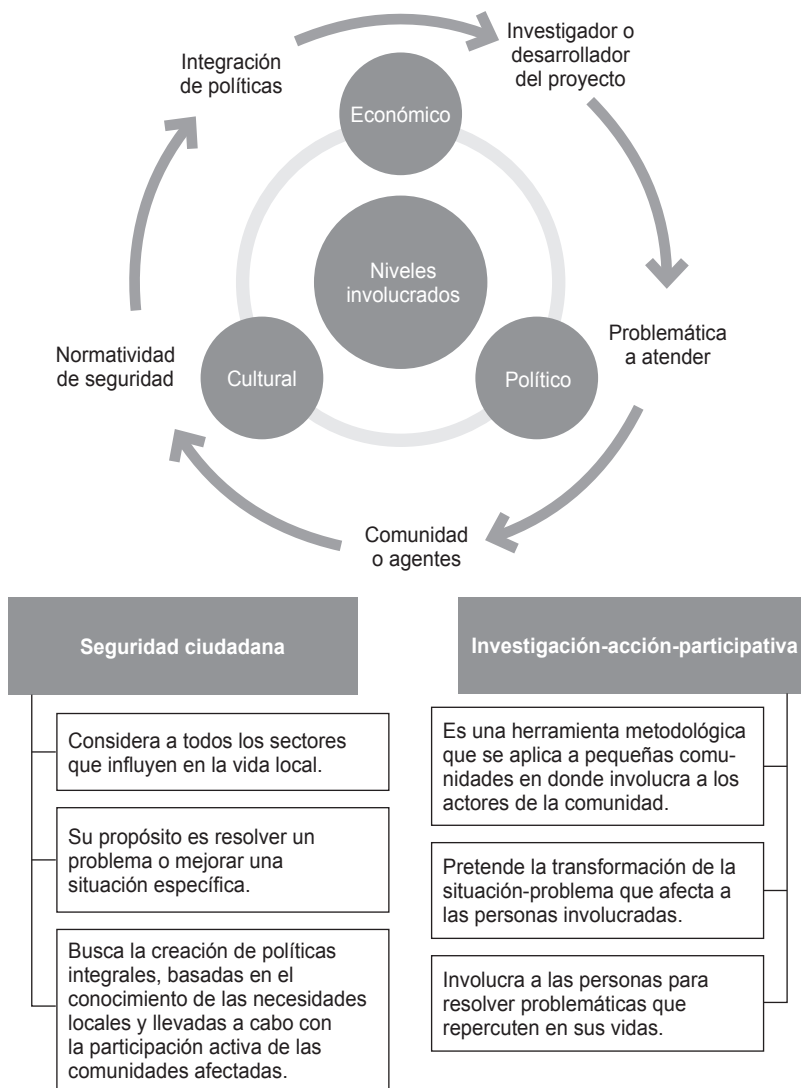 Integración
de políticas
Investigador o
desarrollador
del proyecto
Económico
Niveles
involucrados
Problemática
a atender
Normatividad
de seguridad
Cultural
Político
Comunidad
o agentes
Seguridad ciudadana
Considera a todos los sectores
que influyen en la vida local.
Su propósito es resolver un
problema o mejorar una
situación específica.
Busca la creación de políticas
integrales, basadas en el
conocimiento de las necesidades
locales y llevadas a cabo con
la participación activa de las
comunidades afectadas.
Investigación-acción-participativa
Es una herramienta metodológica
que se aplica a pequeñas comu-
nidades en donde involucra a los
actores de la comunidad.
Pretende la transformación de la
situación-problema que afecta a
las personas involucradas.
Involucra a las personas para
resolver problemáticas que
repercuten en sus vidas.